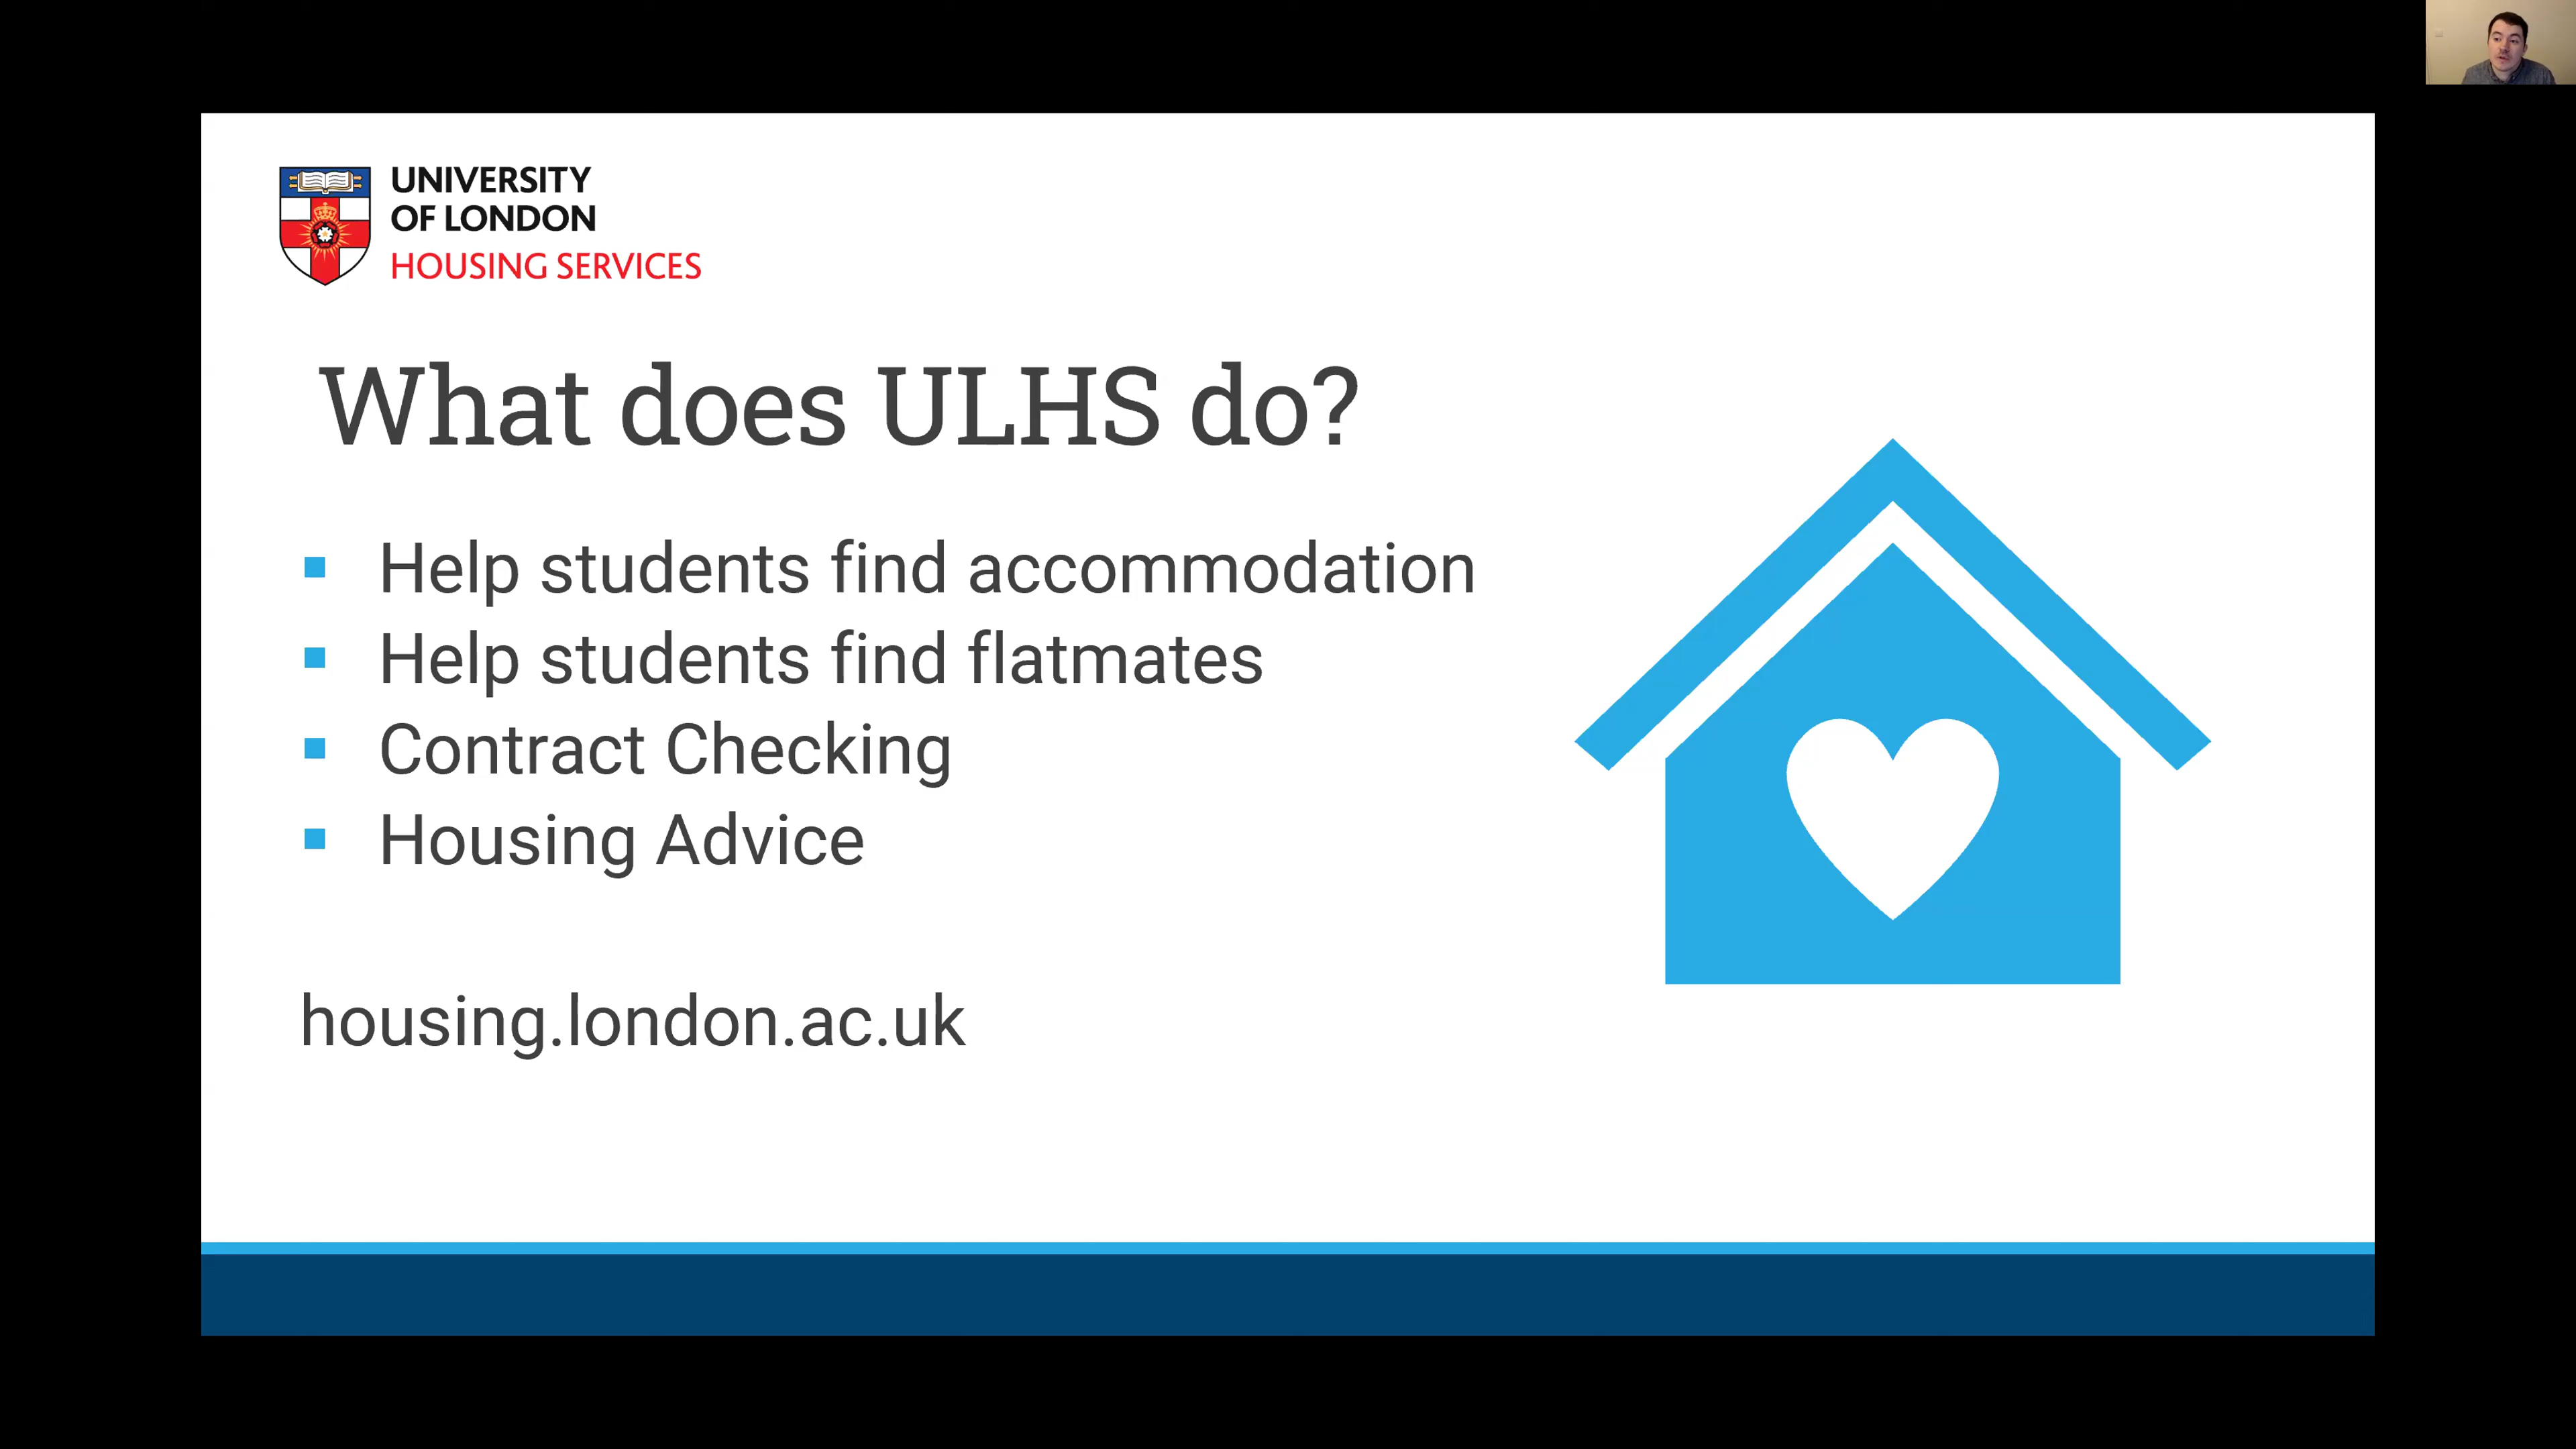 UNIVERSITY
OF LONDON
HOUSING SERVICES
What does ULHS do?
Help students find accommodation
Help students find flatmates
Contract Checking
Housing Advice
housing.london.ac.uk